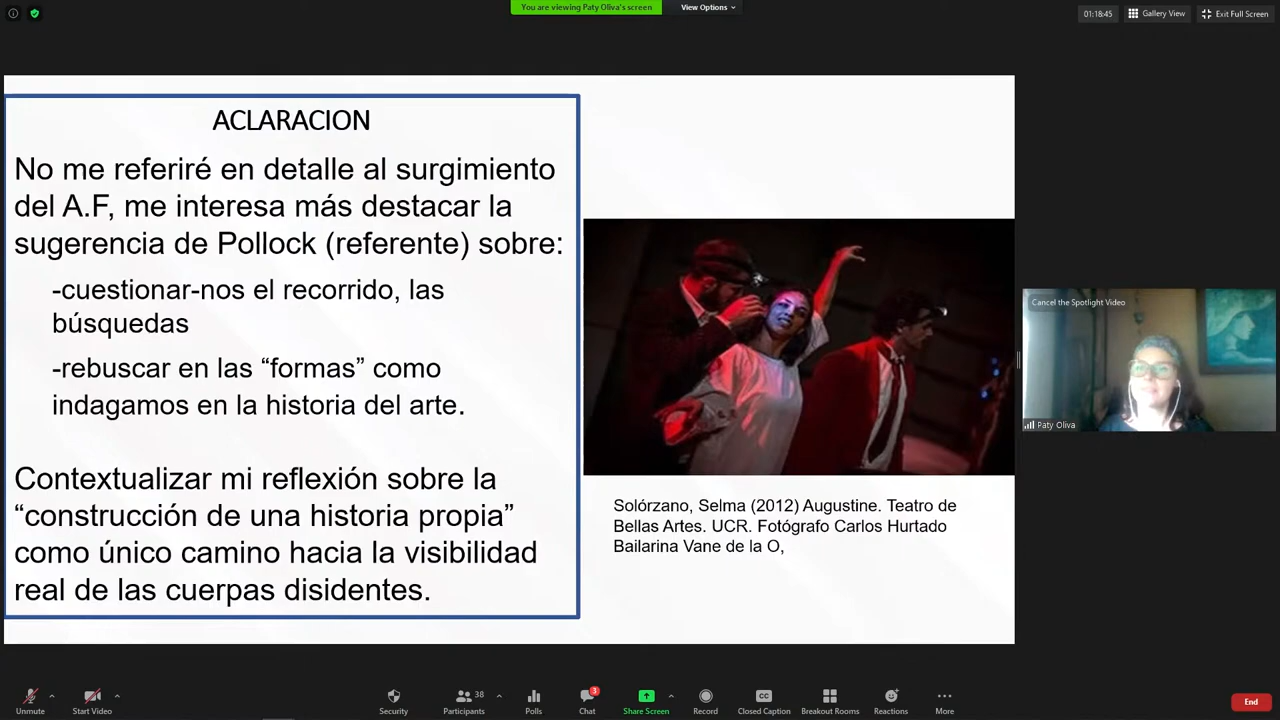 You are viewing Paty Oliva's screen
View Options
01:18:45
Gallery View
Exit Full Screen
ACLARACION
No me referiré en detalle al surgimiento
del A.F, me interesa más destacar la
sugerencia de Pollock (referente) sobre:
-cuestionar-nos el recorrido, las
búsquedas
-rebuscar en las “formas” como
indagamos en la historia del arte.
Contextualizar mi reflexión sobre la
“construcción de una historia propia”
como único camino hacia la visibilidad
real de las cuerpas disidentes.
Solórzano, Selma (2012) Augustine. Teatro de
Bellas Artes. UCR. Fotógrafo Carlos Hurtado
Bailarina Vane de la O,
Cancel the Spotlight Video
Paty Oliva
Unmute
Start Video
Security
Participants
38
Polls
Chat
3
Share Screen
Record
Closed Caption
Breakout Rooms
Reactions
More
End